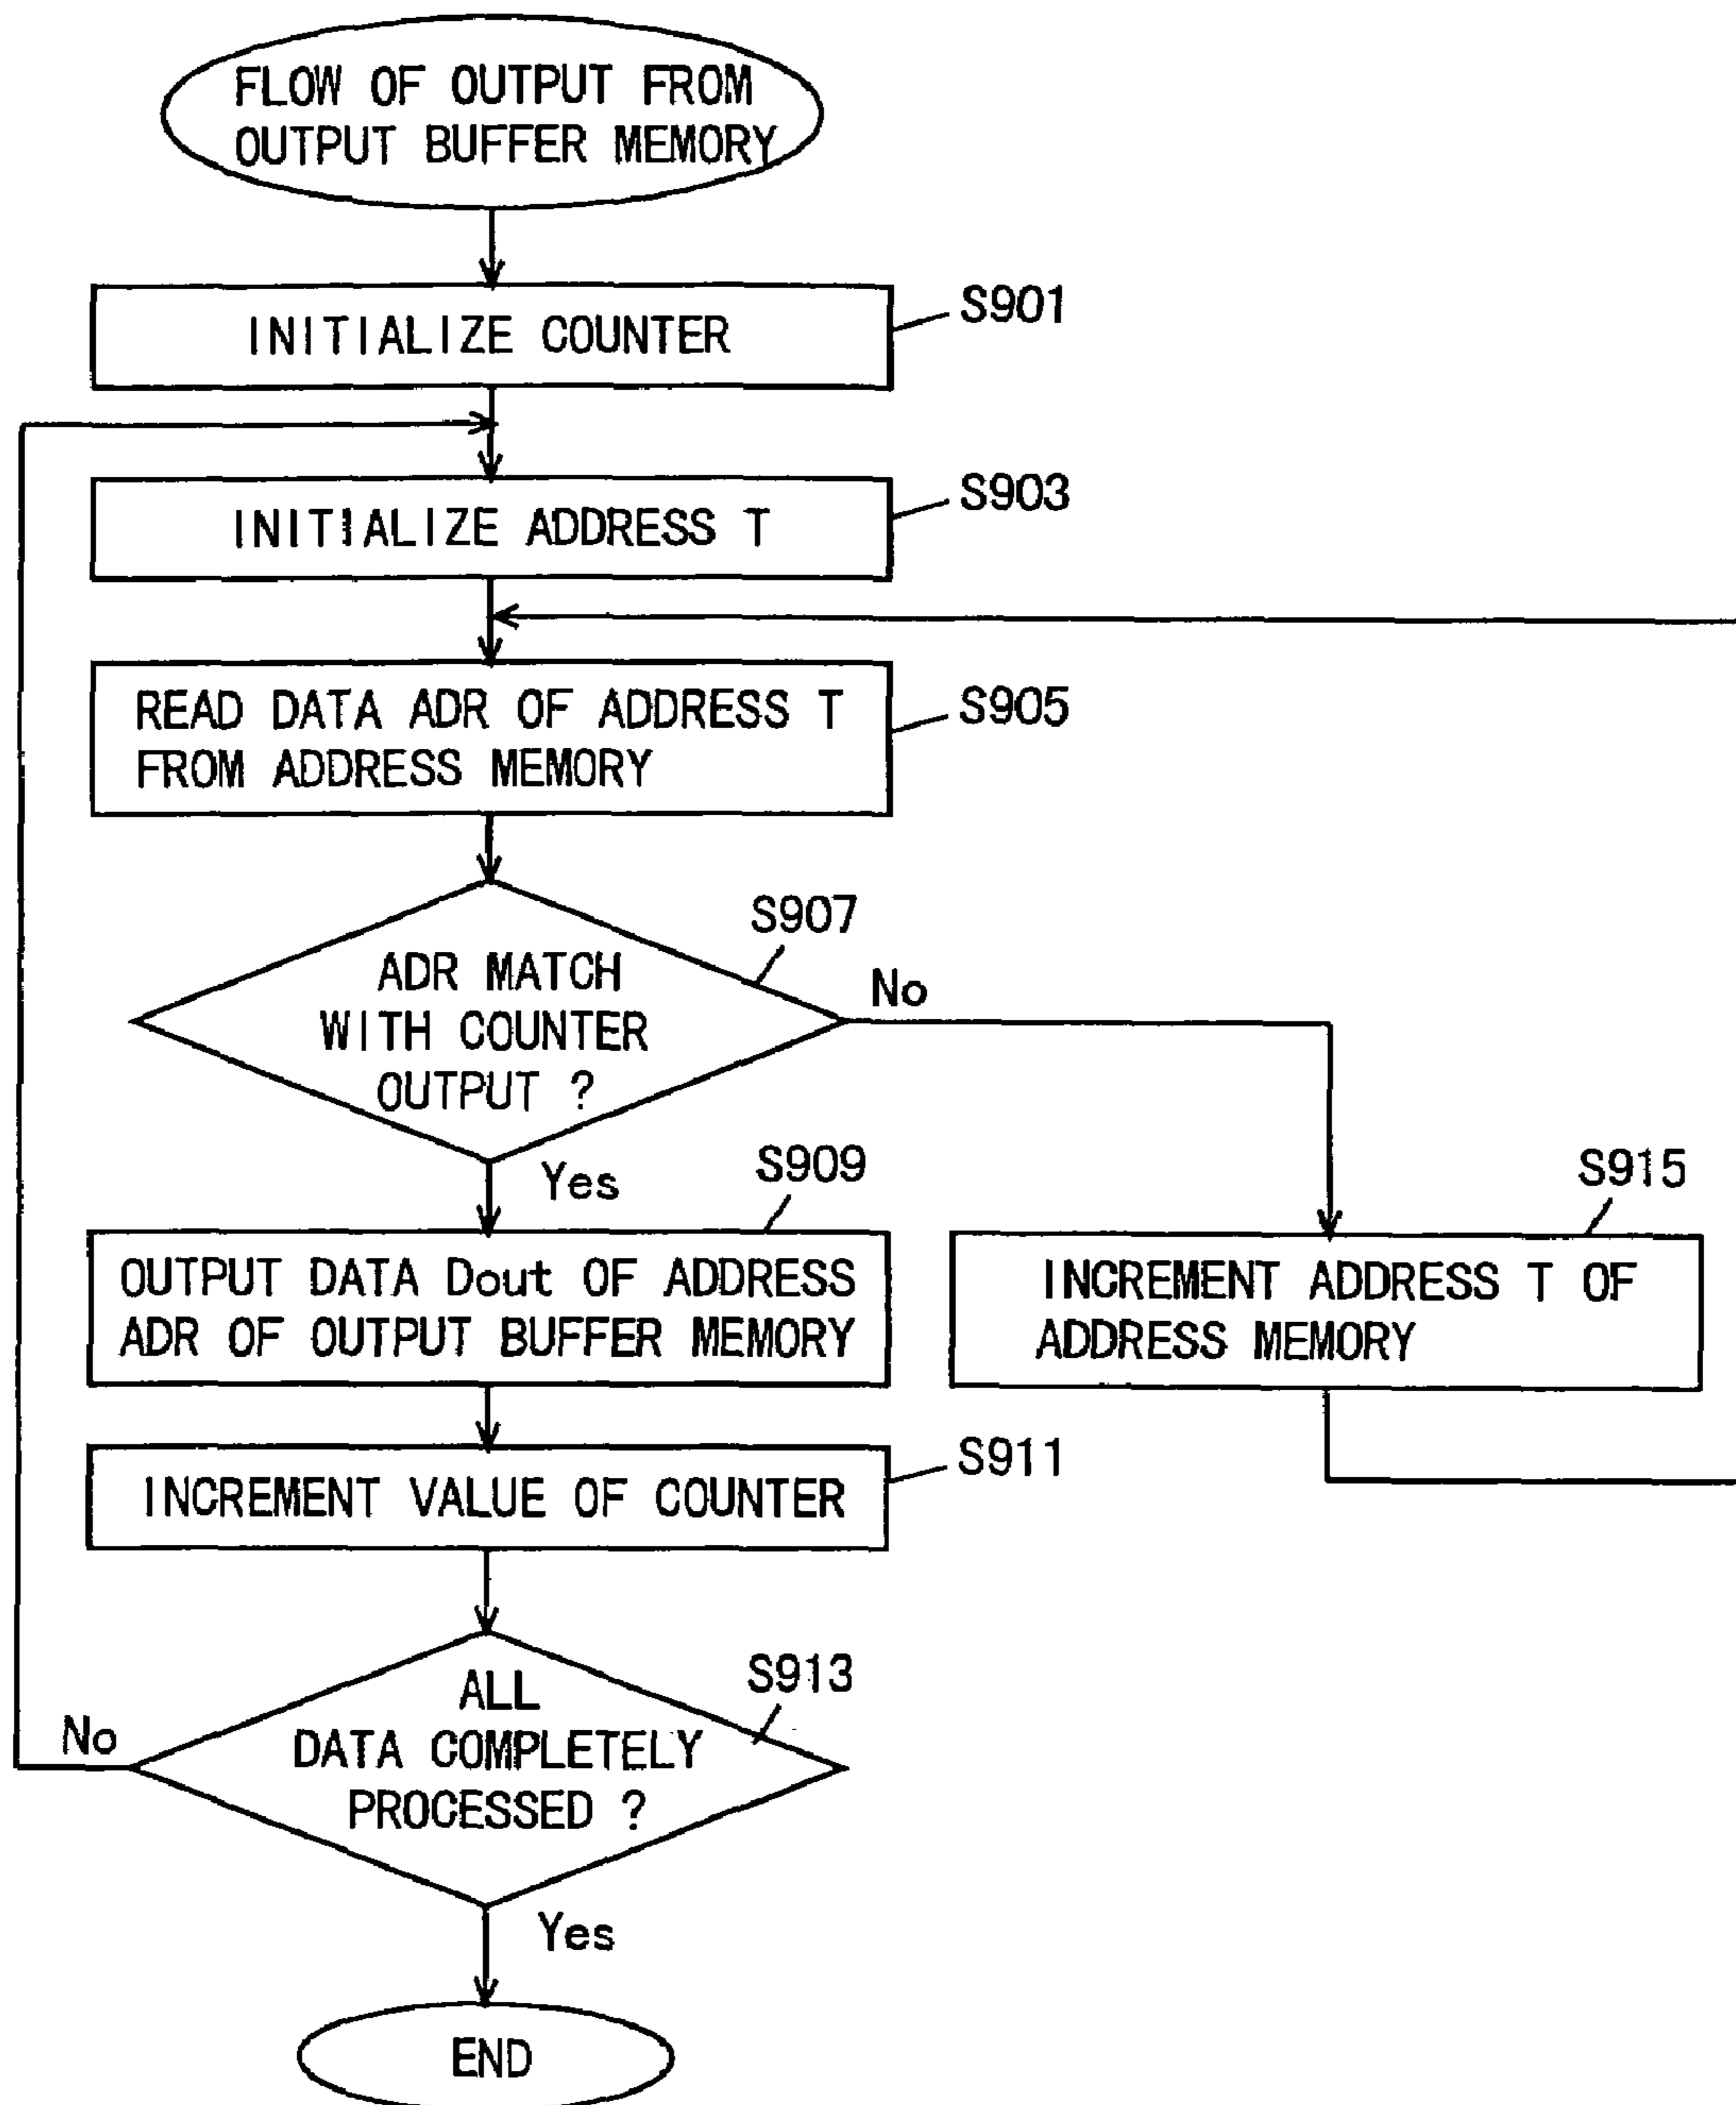 FLOW OF OUTPUT FROM
OUTPUT BUFFER MEMORY
INITIALIZE COUNTER
S901
INITIALIZE ADDRESS T
S903
READ DATA ADR OF ADDRESS T
FROM ADDRESS MEMORY
S905
ADR MATCH
WITH COUNTER
OUTPUT ?
S907
No
Yes
S909
OUTPUT DATA Dout OF ADDRESS
ADR OF OUTPUT BUFFER MEMORY
S915
INCREMENT ADDRESS T OF
ADDRESS MEMORY
INCREMENT VALUE OF COUNTER
S911
ALL
DATA COMPLETELY
PROCESSED ?
S913
No
Yes
END